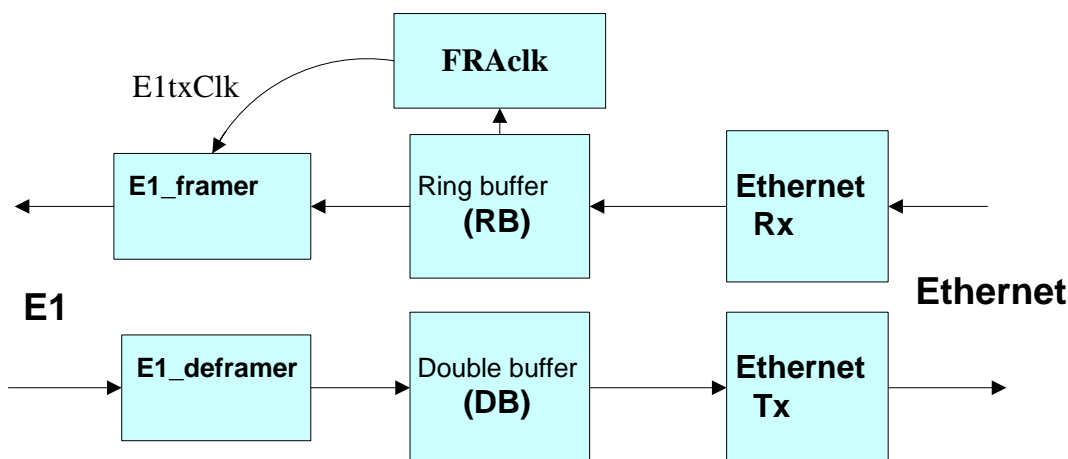 FRAclk
E1txClk
E1_framer
Ring buffer
(RB)
Ethernet
Rx
E1
Ethernet
E1_deframer
Double buffer
(DB)
Ethernet
Tx